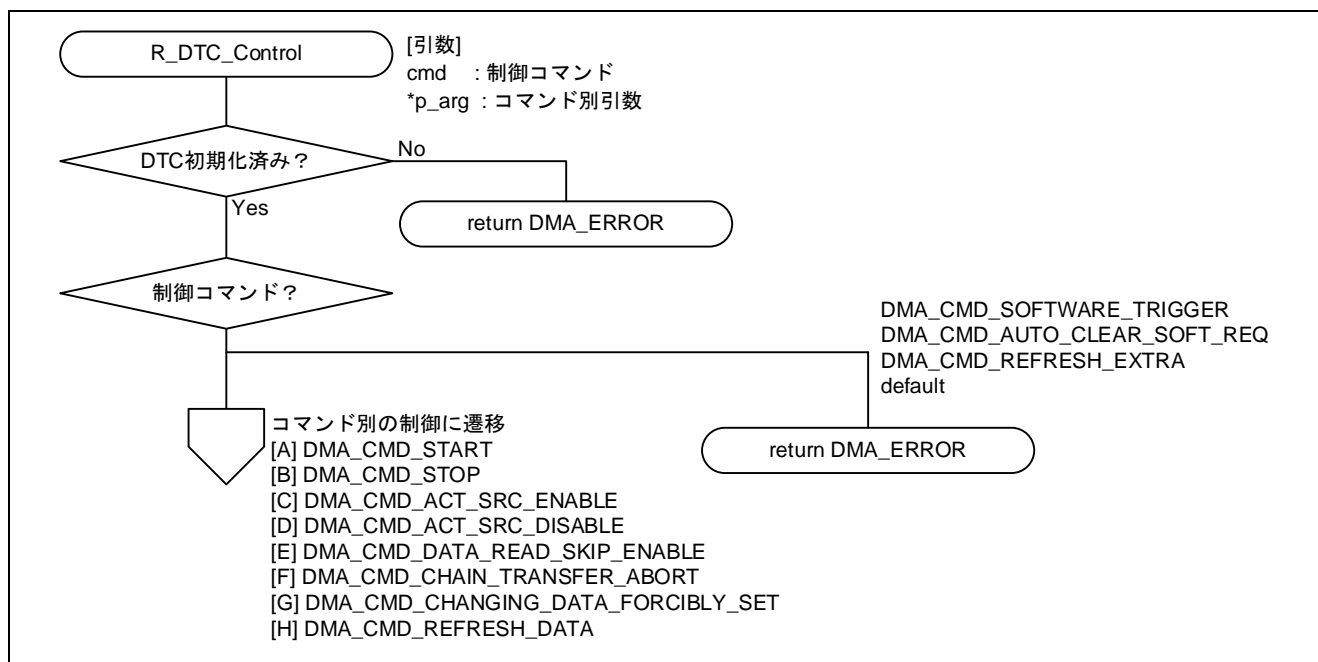 R_DTC_Control
[引数]
cmd : 制御コマンド
*p_arg : コマンド別引数
DTC初期化済み？
No
Yes
return DMA_ERROR
制御コマンド？
DMA_CMD_SOFTWARE_TRIGGER
DMA_CMD_AUTO_CLEAR_SOFT_REQ
DMA_CMD_REFRESH_EXTRA
default
return DMA_ERROR
コマンド別の制御に遷移
[A] DMA_CMD_START
[B] DMA_CMD_STOP
[C] DMA_CMD_ACT_SRC_ENABLE
[D] DMA_CMD_ACT_SRC_DISABLE
[E] DMA_CMD_DATA_READ_SKIP_ENABLE
[F] DMA_CMD_CHAIN_TRANSFER_ABORT
[G] DMA_CMD_CHANGING_DATA_FORCIBLY_SET
[H] DMA_CMD_REFRESH_DATA